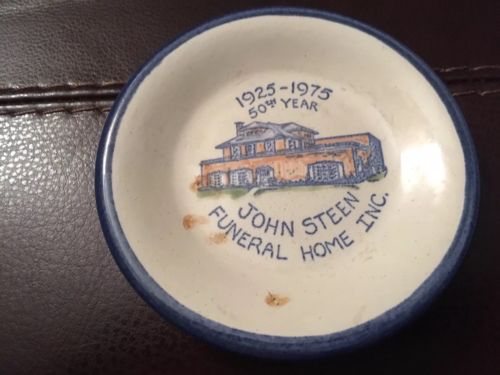 1925-1975
50TH YEAR
JOHN STEEN
FUNERAL HOME INC.